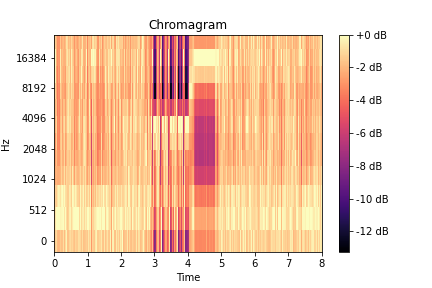 Chromagram
+0 dB
16384
-2 dB
8192
-4 dB
4096
-6 dB
Hz
2048
-8 dB
1024
-10 dB
512
-12 dB
0
0 1 2 3 4 5 6 7 8
Time